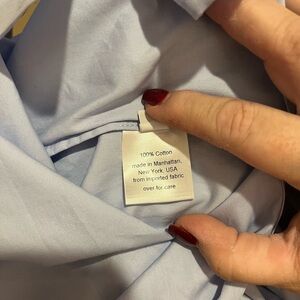 100% Cotton
made in Manhattan,
New York, USA
from imported fabric
over for care